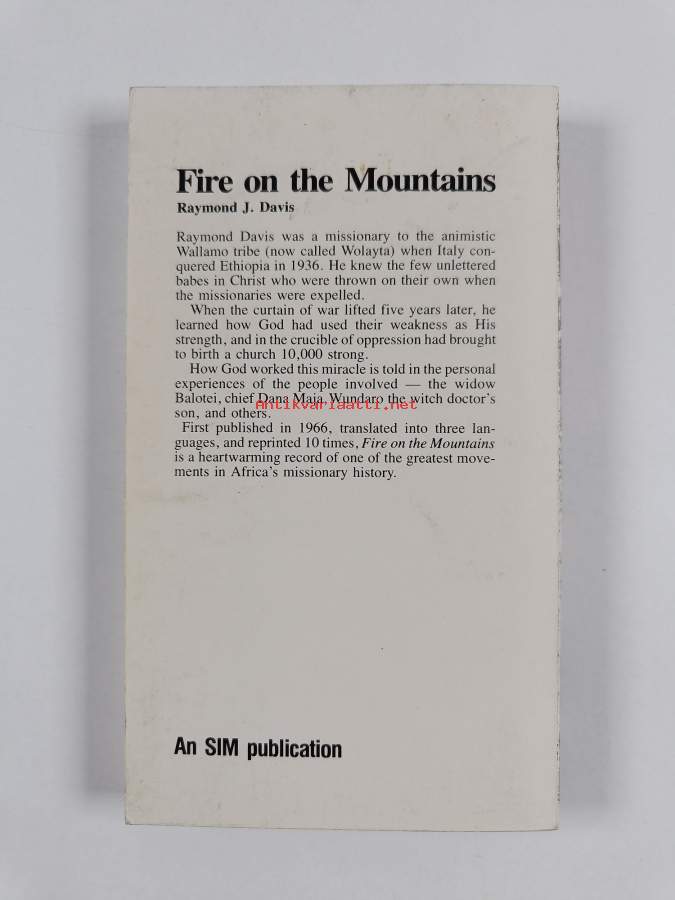 Fire on the Mountains
Raymond J. Davis
Raymond Davis was a missionary to the animistic
Wallamo tribe (now called Wolayta) when Italy con-
quered Ethiopia in 1936. He knew the few unlettered
babes in Christ who were thrown on their own when
the missionaries were expelled.
When the curtain of war lifted five years later, he
learned how God had used their weakness as His
strength, and in the crucible of oppression had brought
to birth a church 10,000 strong.
How God worked this miracle is told in the personal
experiences of the people involved — the widow
Balotei, chief Dana Maja, Wundaro the witch doctor's
Antikvariaatti.net
son, and others.
First published in 1966, translated into three lan-
guages, and reprinted 10 times, Fire on the Mountains
is a heartwarming record of one of the greatest move-
ments in Africa's missionary history.
An SIM publication